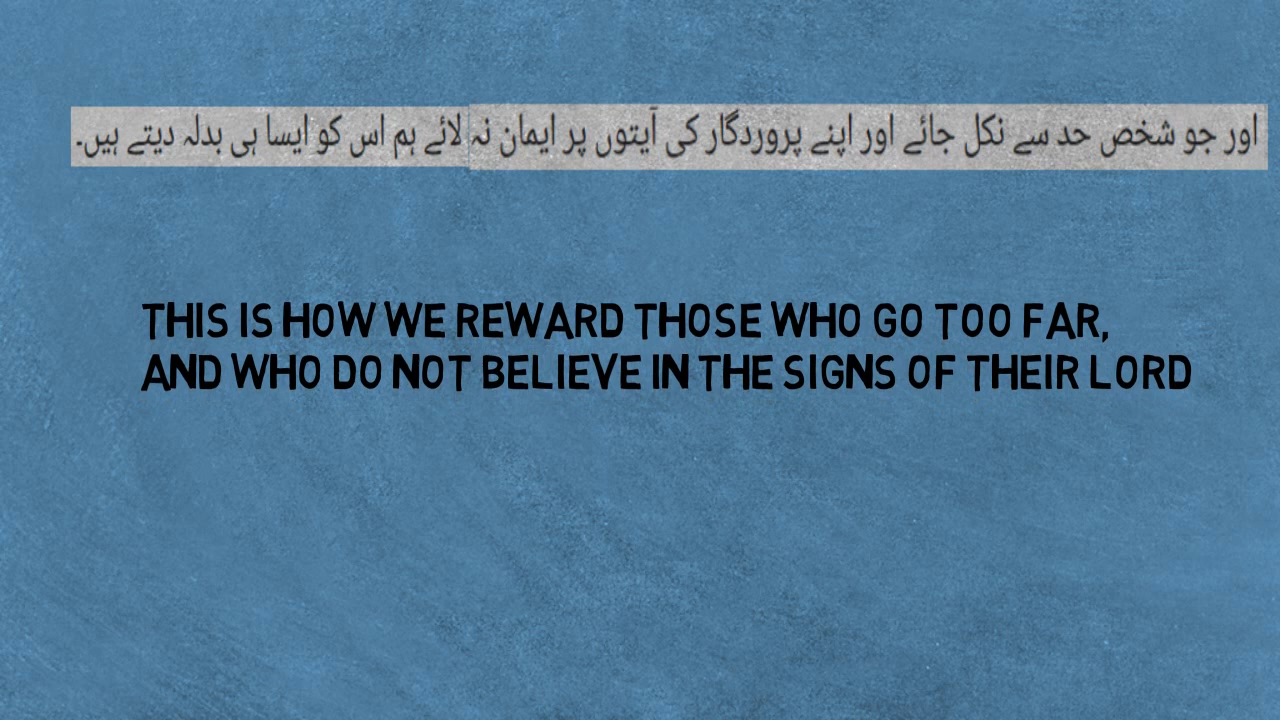 اور جو شخص حد سے نکل جائے اور اپنے پروردگار کی آیتوں پر ایمان نہ لائے ہم اس کو ایسا ہی بدلہ دیتے ہیں۔
THIS IS HOW WE REWARD THOSE WHO GO TOO FAR,
AND WHO DO NOT BELIEVE IN THE SIGNS OF THEIR LORD